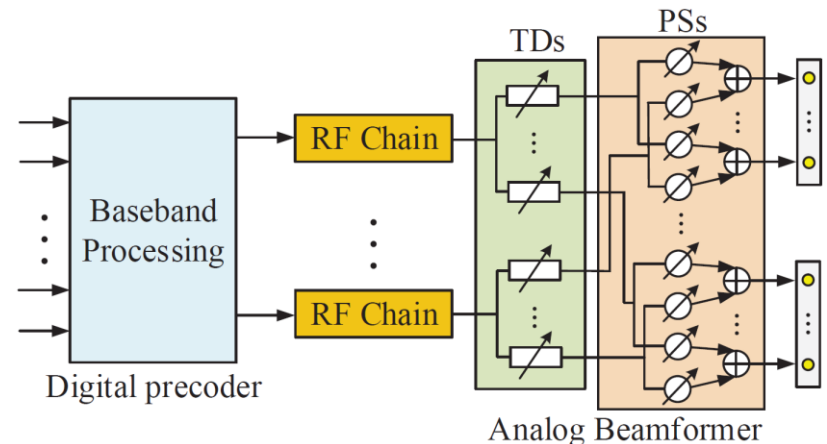 TDs
PSs
RF Chain
Baseband
Processing
RF Chain
Digital precoder
Analog Beamformer